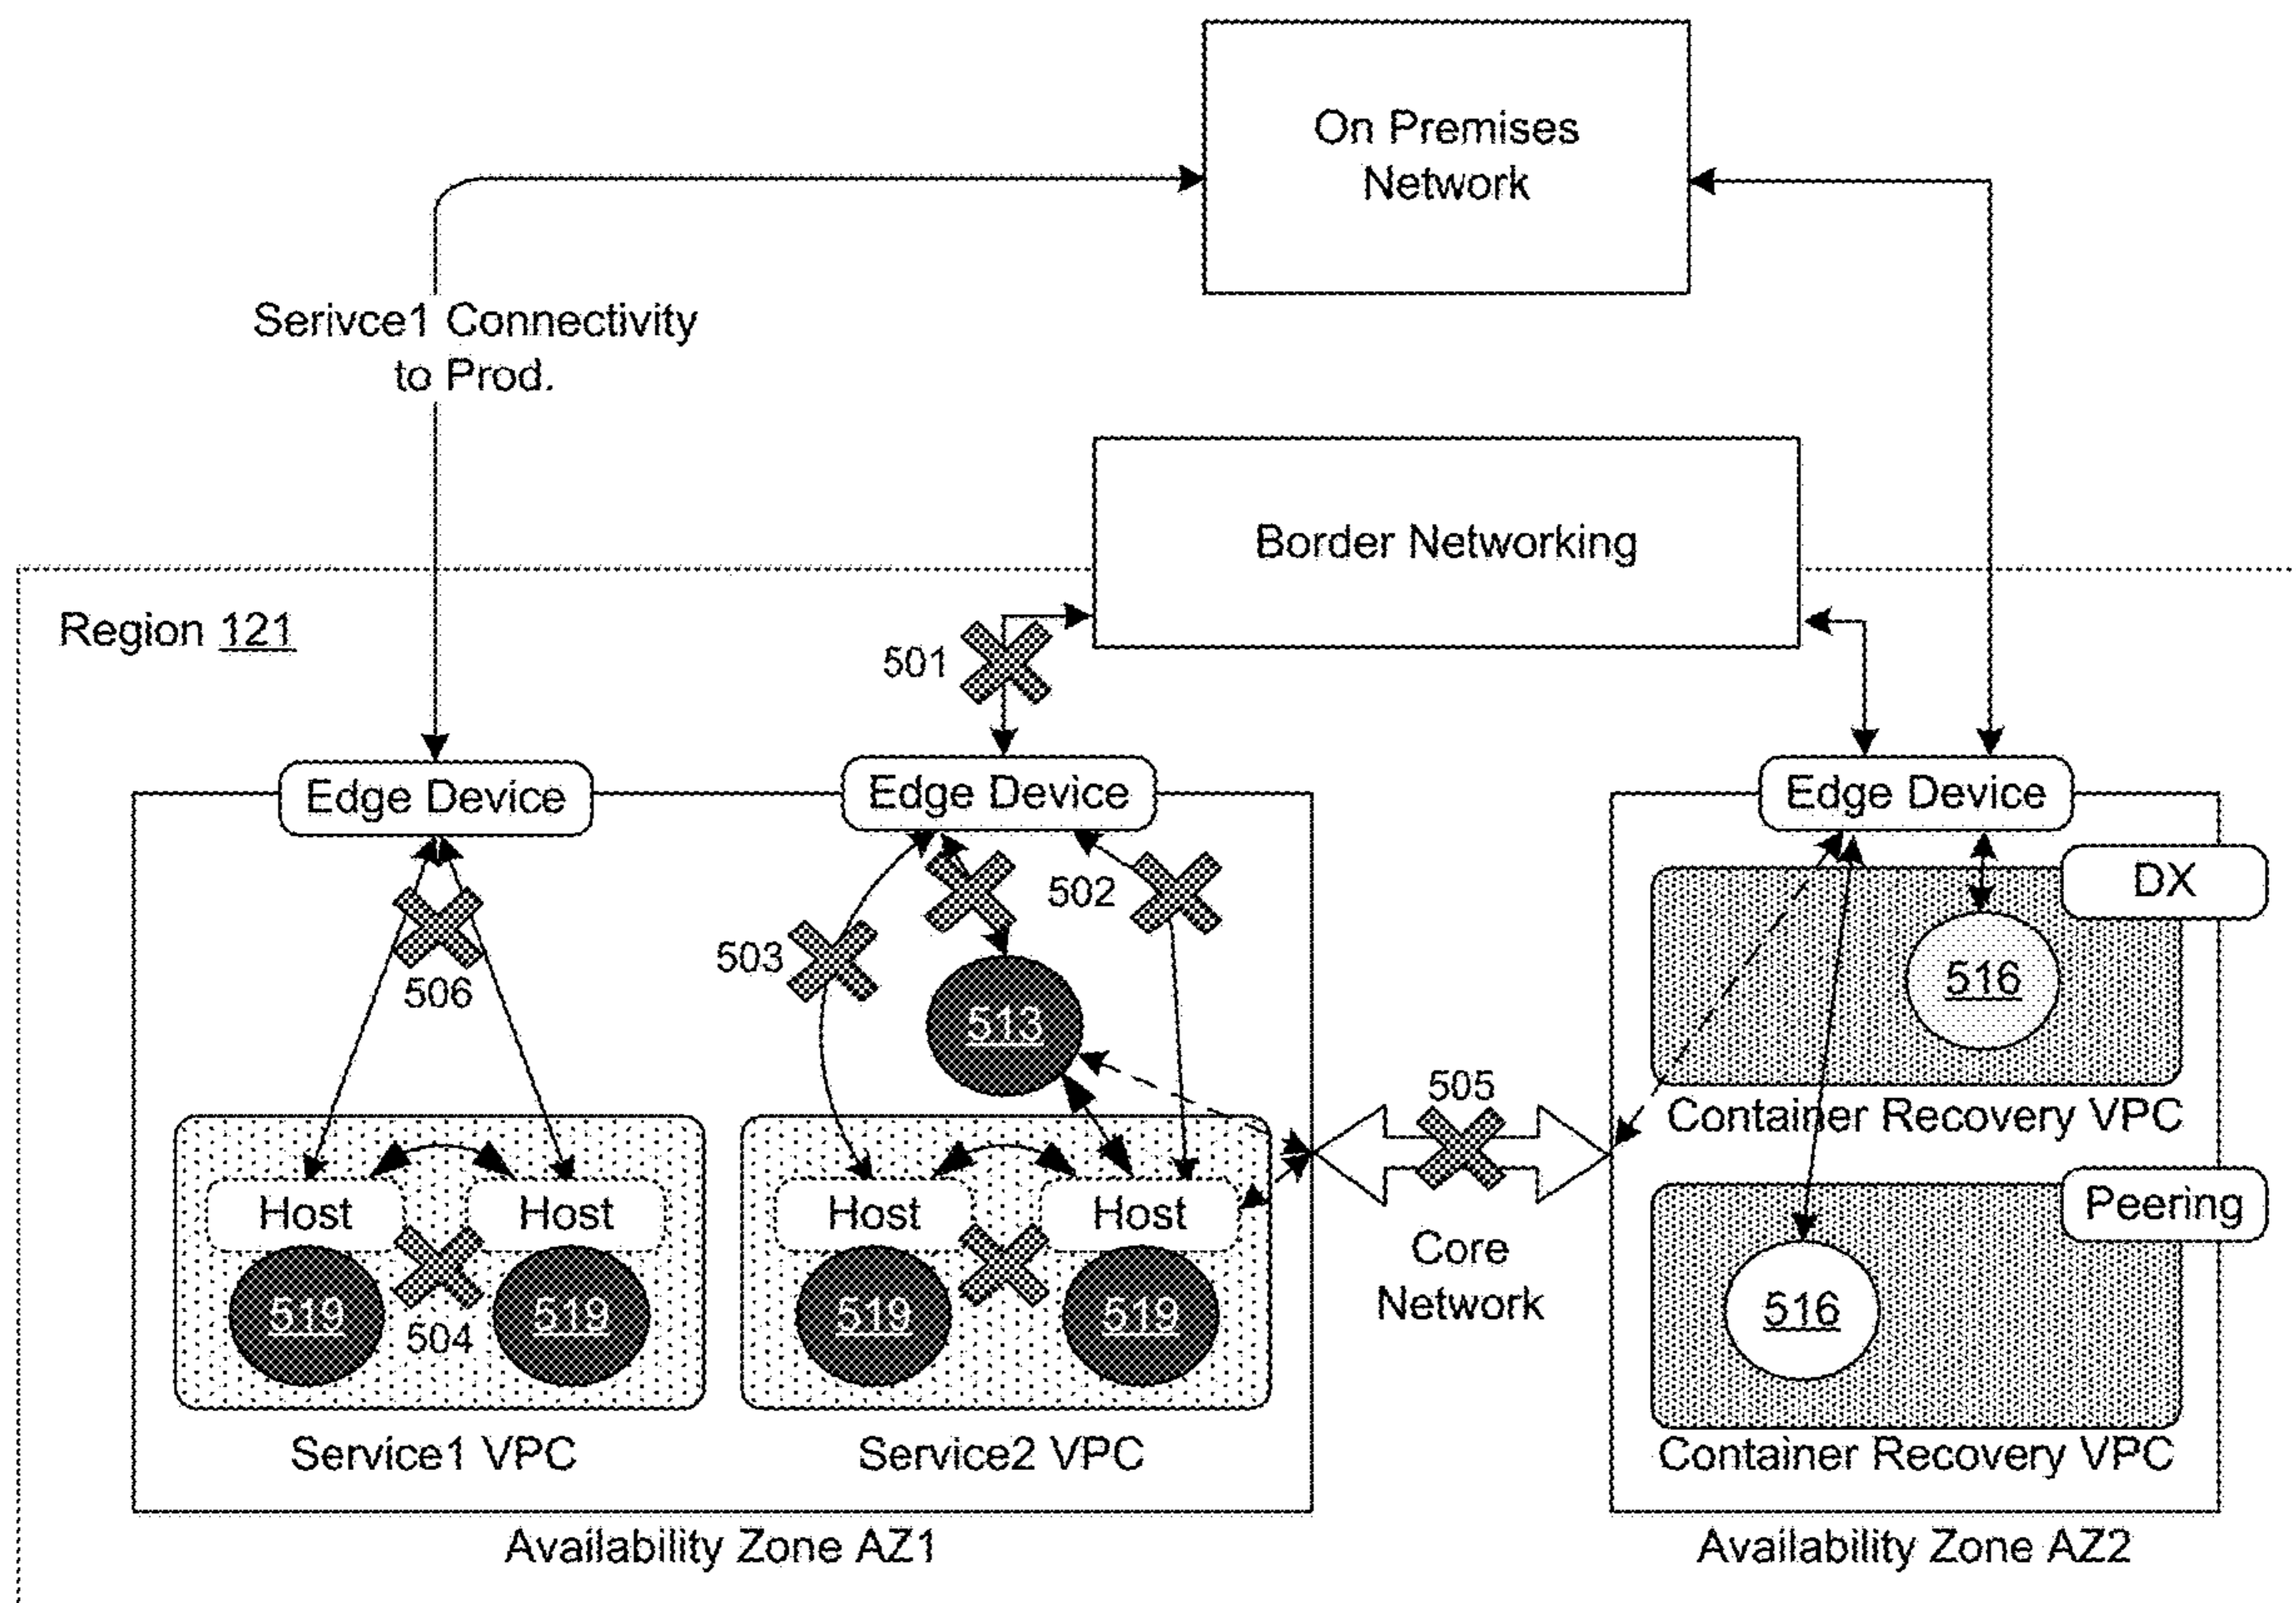 On Premises
Network
Serivce1 Connectivity
to Prod.
Border Networking
Region 121
501
Edge Device
Edge Device
Edge Device
DX
502
503
506
516
513
505
Container Recovery VPC
Peering
Host
Host
Host
Host
Core
Network
519
519
519
519
516
504
Service1 VPC
Service2 VPC
Container Recovery VPC
Availability Zone AZ1
Availability Zone AZ2